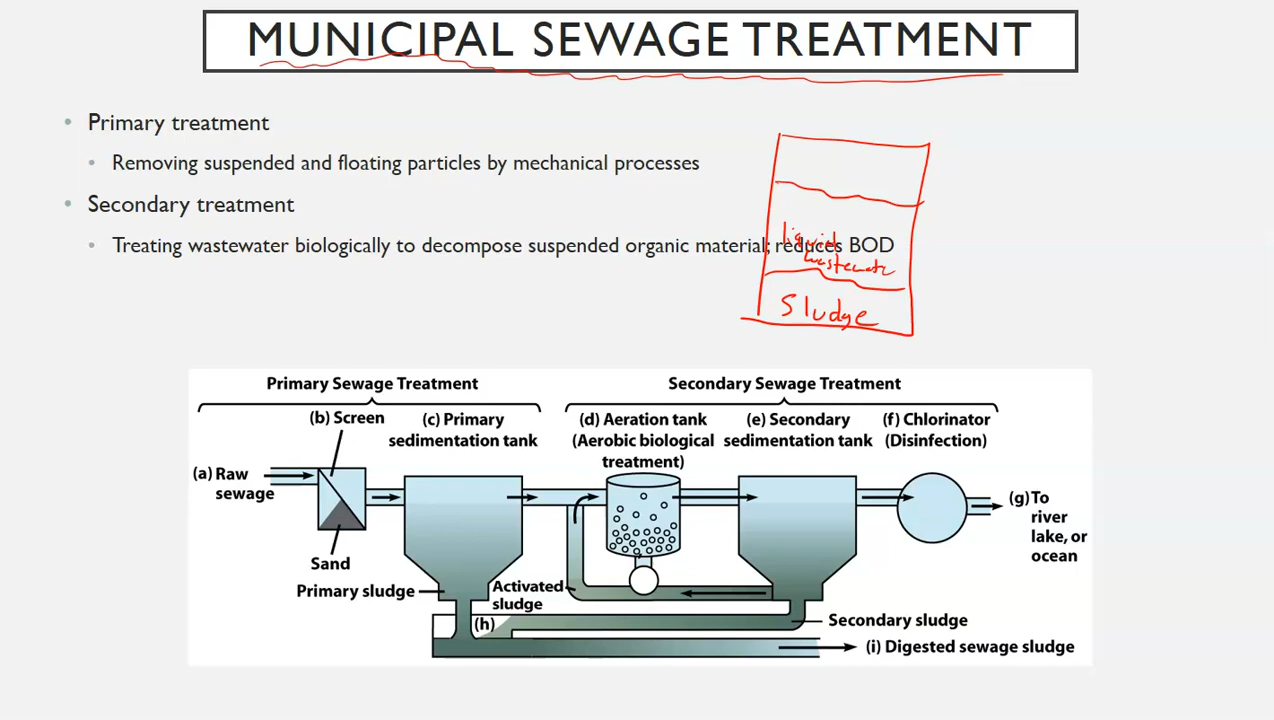 MUNICIPAL SEWAGE TREATMENT
• Primary treatment
• Removing suspended and floating particles by mechanical processes
• Secondary treatment
• Treating wastewater biologically to decompose suspended organic material; reduces BOD
liquid
wastewater
Sludge
Primary Sewage Treatment
Secondary Sewage Treatment
(a) Raw
sewage
(b) Screen
Sand
(c) Primary
sedimentation tank
(d) Aeration tank
(Aerobic biological
treatment)
(e) Secondary
sedimentation tank
(f) Chlorinator
(Disinfection)
(g) To
river
lake, or
ocean
Primary sludge
Activated
sludge
(h)
Secondary sludge
(i) Digested sewage sludge